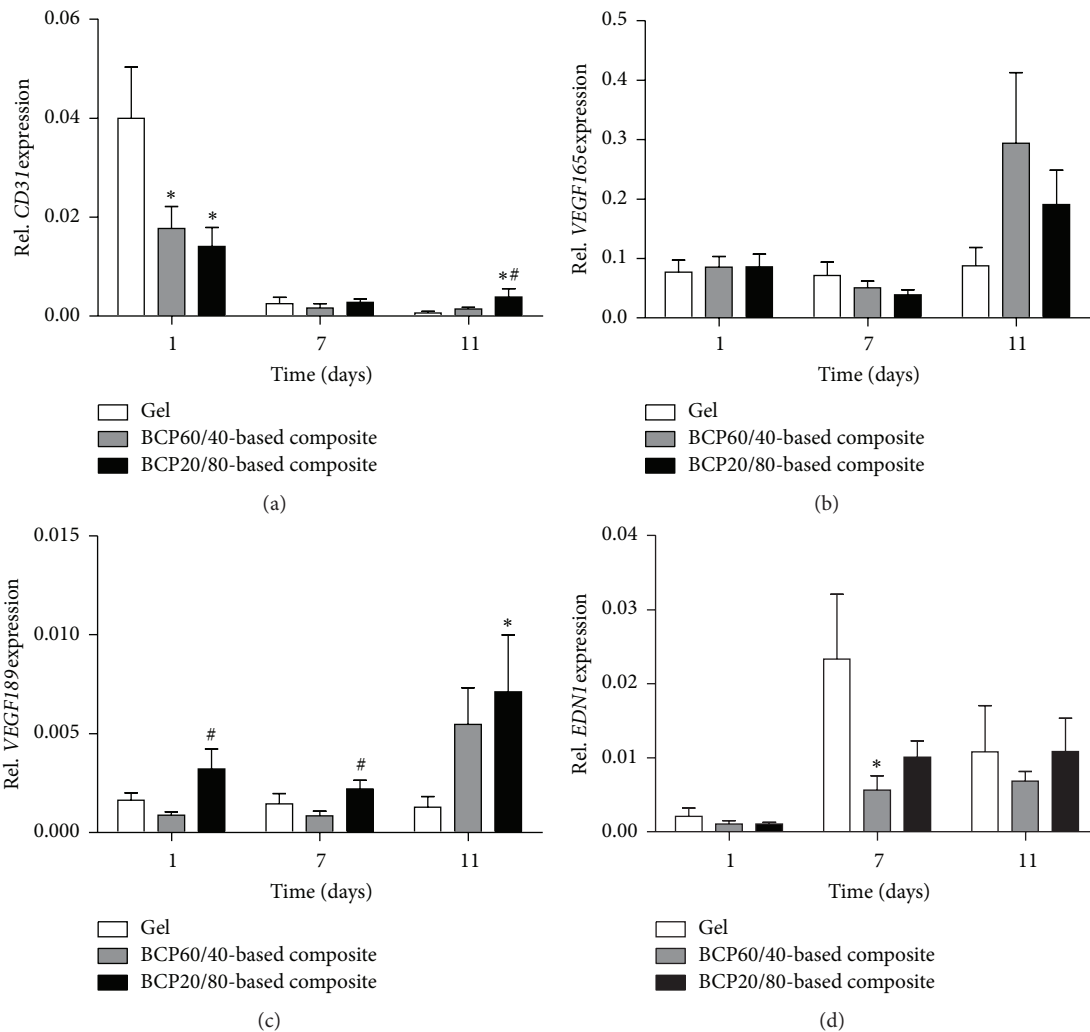 Rel. CD31 expression
0.06
0.04
0.02
0.00
* *
*#
1 7 11
Time (days)
Gel
BCP60/40-based composite
BCP20/80-based composite
(a)
Rel. VEGF165 expression
0.5
0.4
0.3
0.2
0.1
0.0
1 7 11
Time (days)
Gel
BCP60/40-based composite
BCP20/80-based composite
(b)
Rel. VEGF189 expression
0.015
0.010
0.005
0.000
#
#
*
1 7 11
Time (days)
Gel
BCP60/40-based composite
BCP20/80-based composite
(c)
Rel. EDN1 expression
0.04
0.03
0.02
0.01
0.00
*
1 7 11
Time (days)
Gel
BCP60/40-based composite
BCP20/80-based composite
(d)